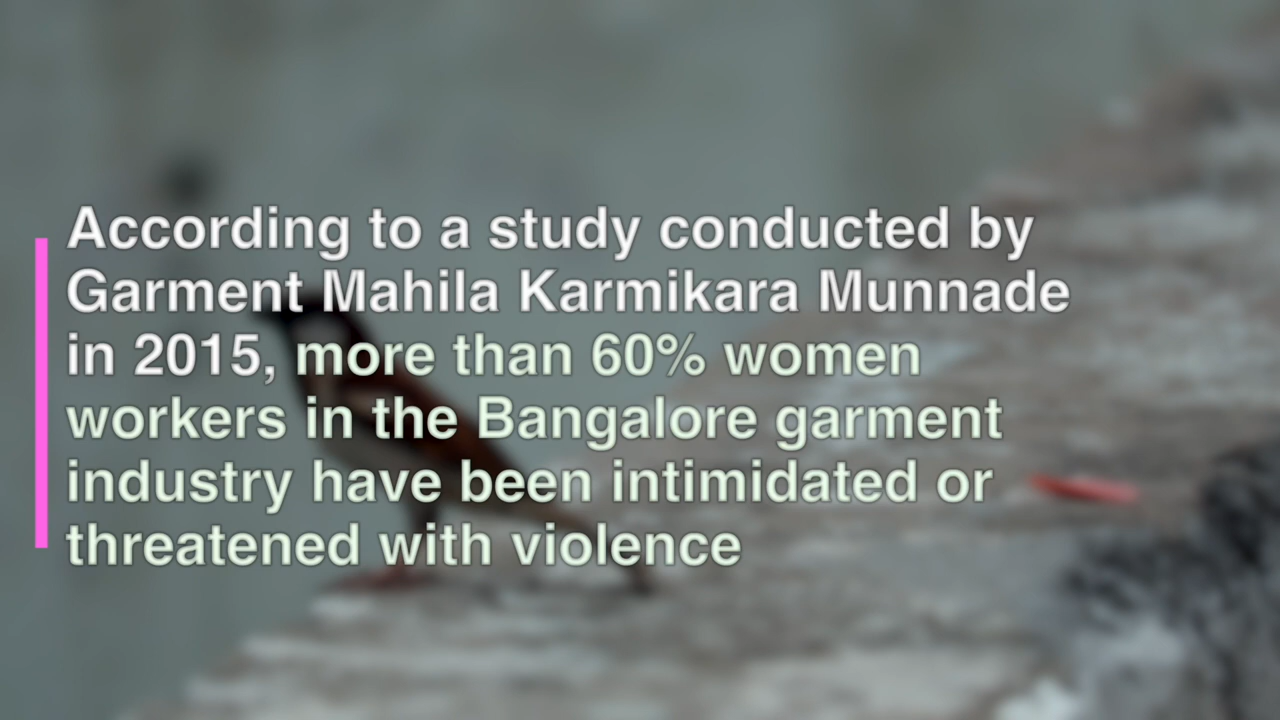 According to a study conducted by
Garment Mahila Karmikara Munnade
in 2015, more than 60% women
workers in the Bangalore garment
industry have been intimidated or
threatened with violence